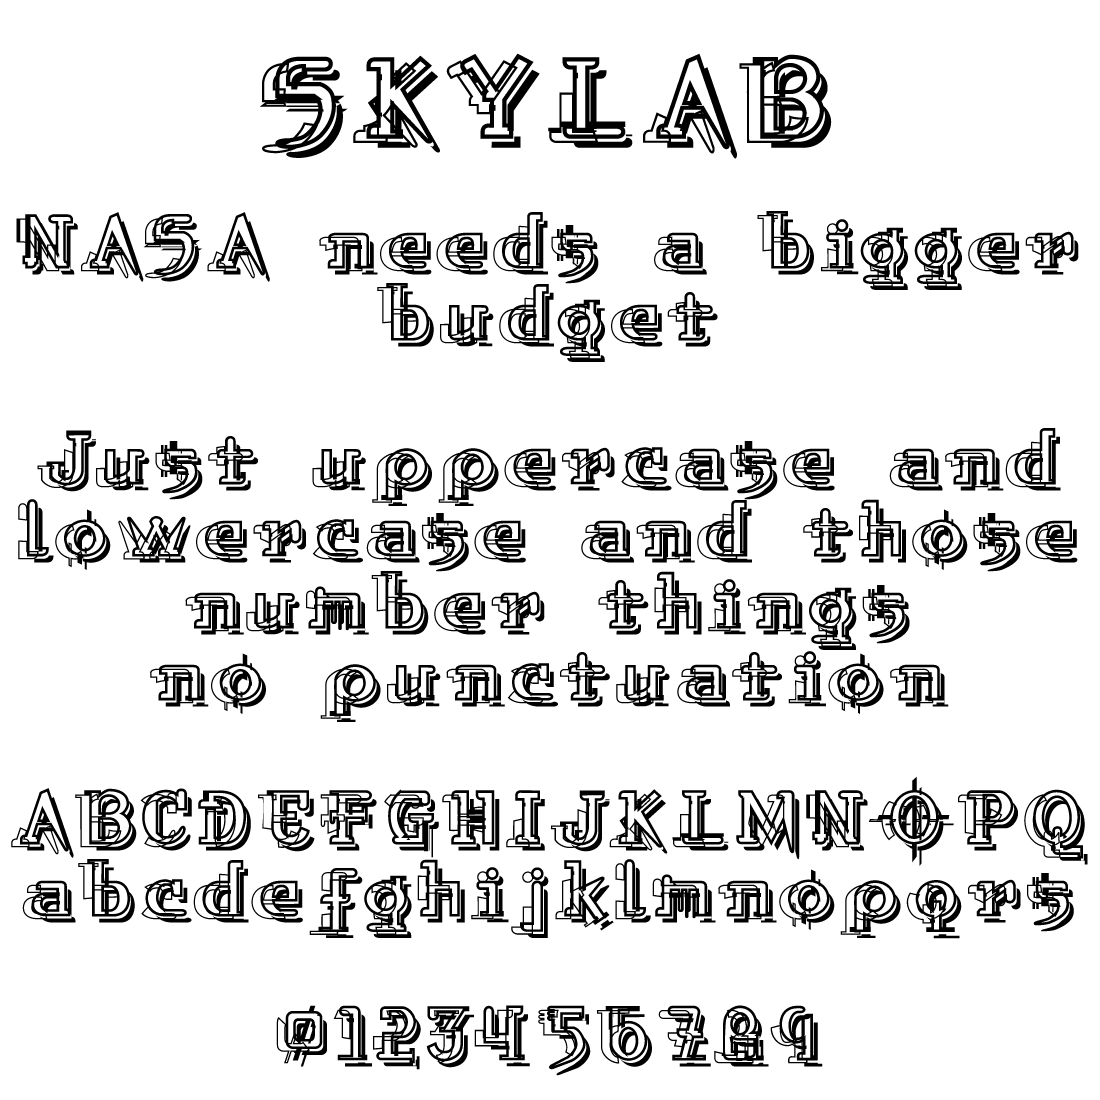 SKYLAB
NASA needs a bigger
budget
Just uppercase and
lowercase and those
number things
no punctuation
ABCDEFGHIJKLMNOPQ
abcdefghijklmnopqrs
0123456789